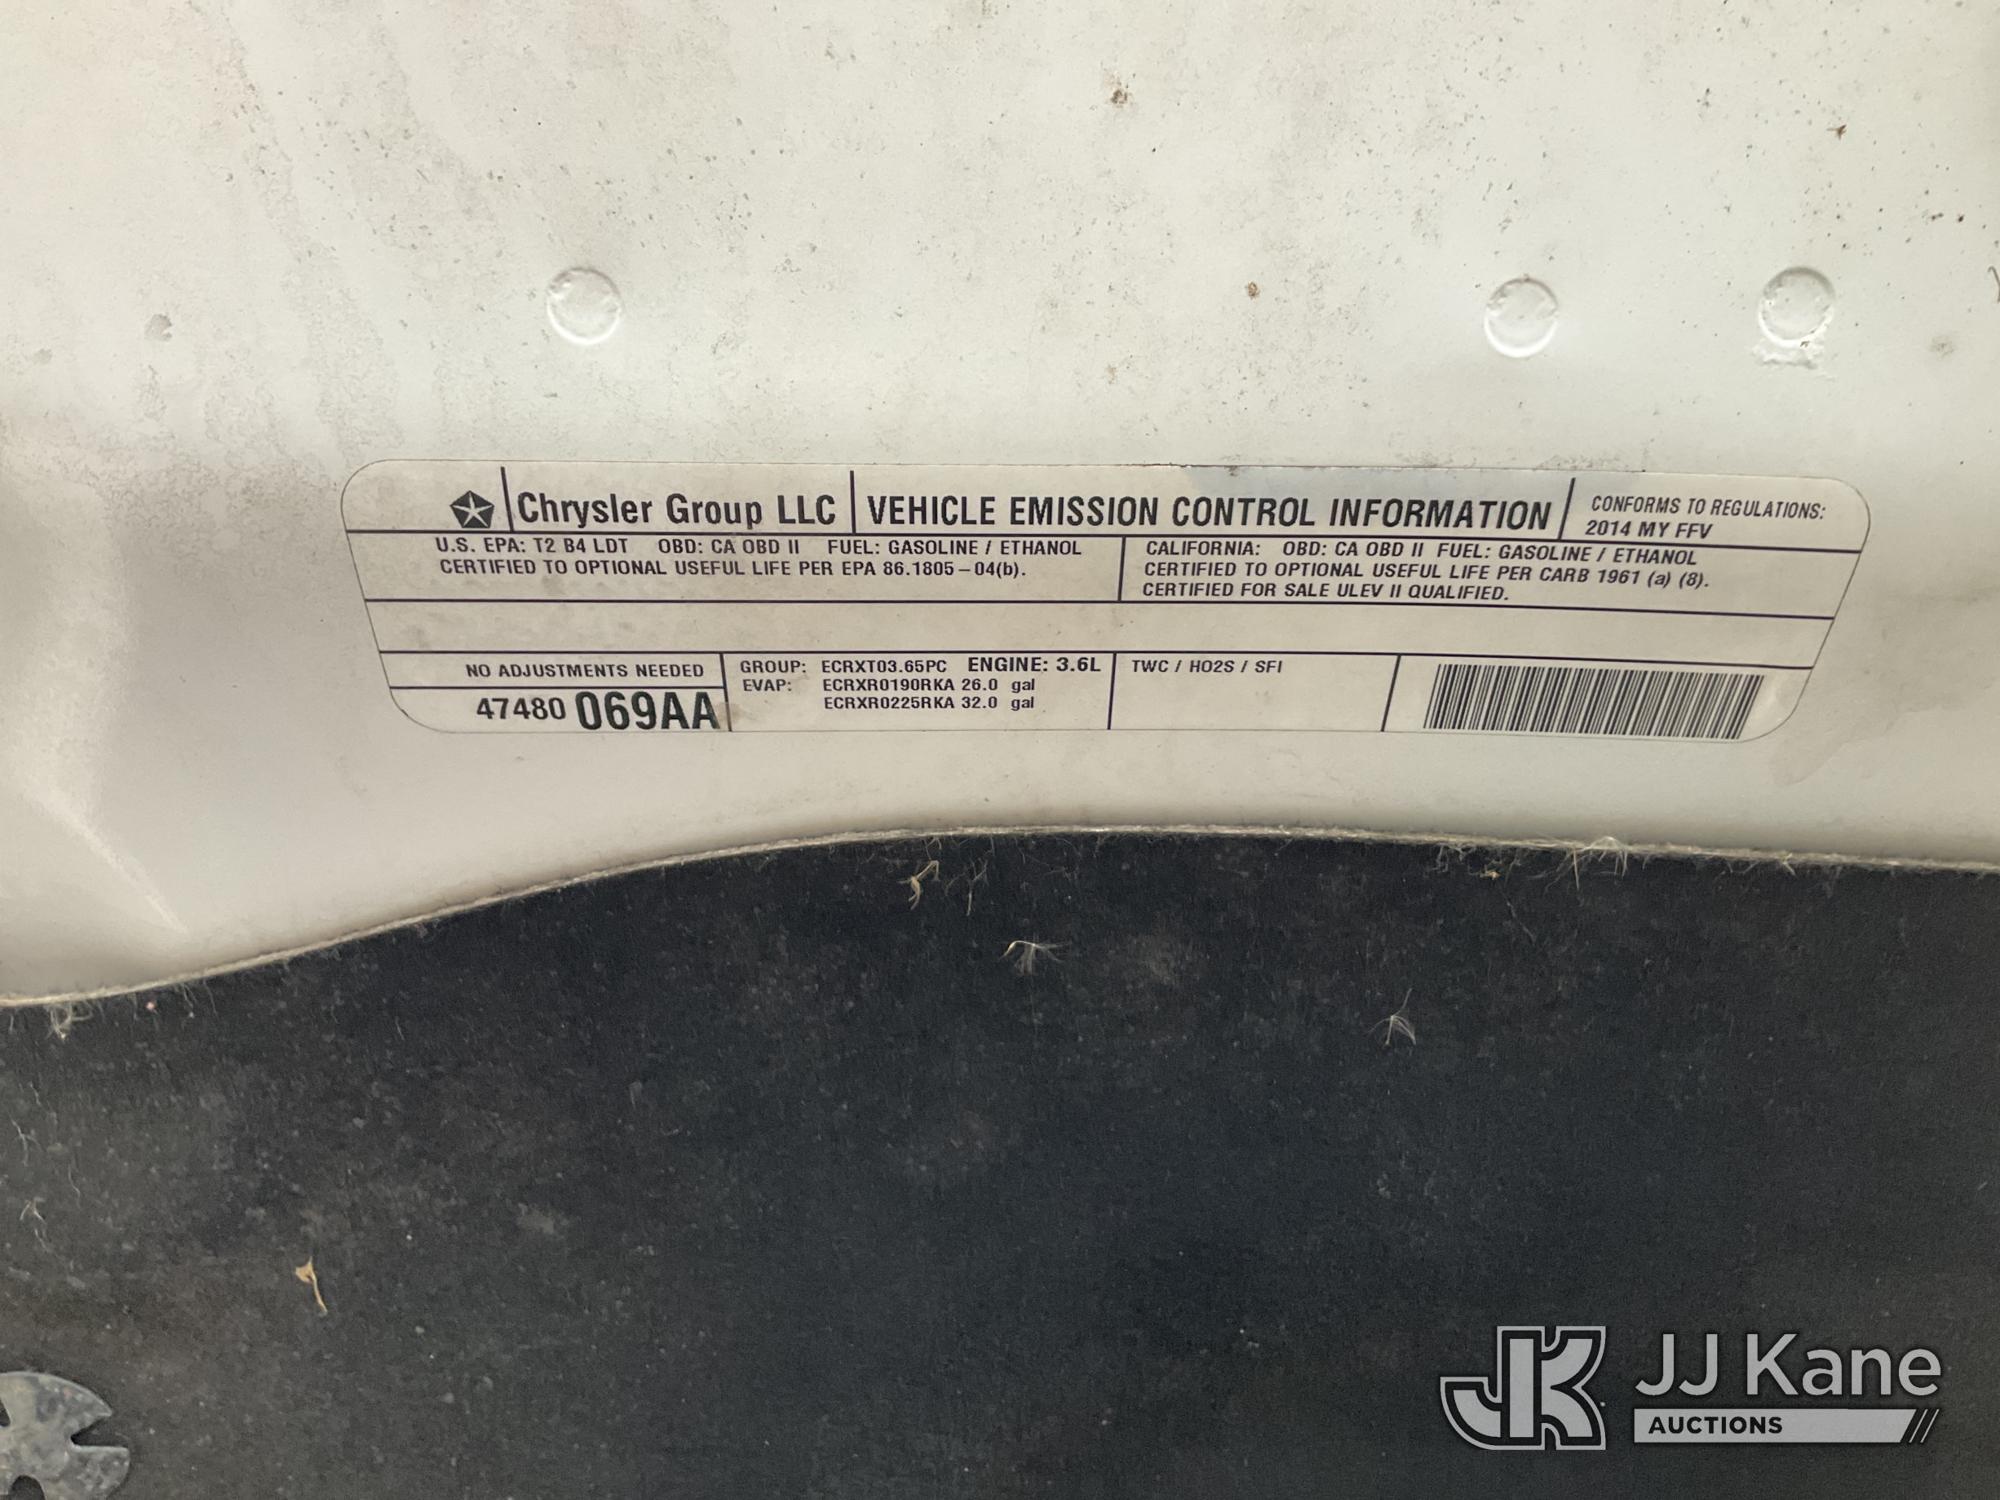 Chrysler Group LLC VEHICLE EMISSION CONTROL INFORMATION CONFORMS TO REGULATIONS:
2014 MY FFV
U.S. EPA: T2 B4 LDT OBD: CA OBD II FUEL: GASOLINE / ETHANOL
CERTIFIED TO OPTIONAL USEFUL LIFE PER EPA 86.1805-04(b).
CALIFORNIA: OBD: CA OBD II FUEL: GASOLINE / ETHANOL
CERTIFIED TO OPTIONAL USEFUL LIFE PER CARB 1961 (a) (8).
CERTIFIED FOR SALE ULEV II QUALIFIED.
NO ADJUSTMENTS NEEDED
47480 069AA
GROUP: ECRXT03.65PC ENGINE: 3.6L
EVAP: ECRXR0190RKA 26.0 gal
ECRXR0225RKA 32.0 gal
TWC / HO2S / SFI
JK JJ Kane
AUCTIONS